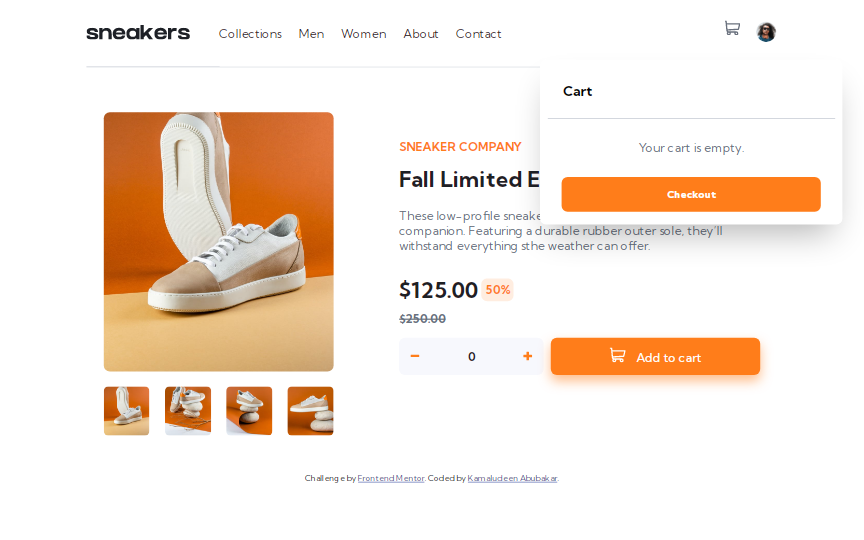 sneakers
Collections Men Women About Contact
Cart
Your cart is empty.
Checkout
SNEAKER COMPANY
Fall Limited E
These low-profile sneake
companion. Featuring a durable rubber outer sole, they'll
withstand everything sthe weather can offer.
$125.00 50%
$250.00
0
Add to cart
Challenge by Frontend Mentor. Coded by Kamaludeen Abubakar.